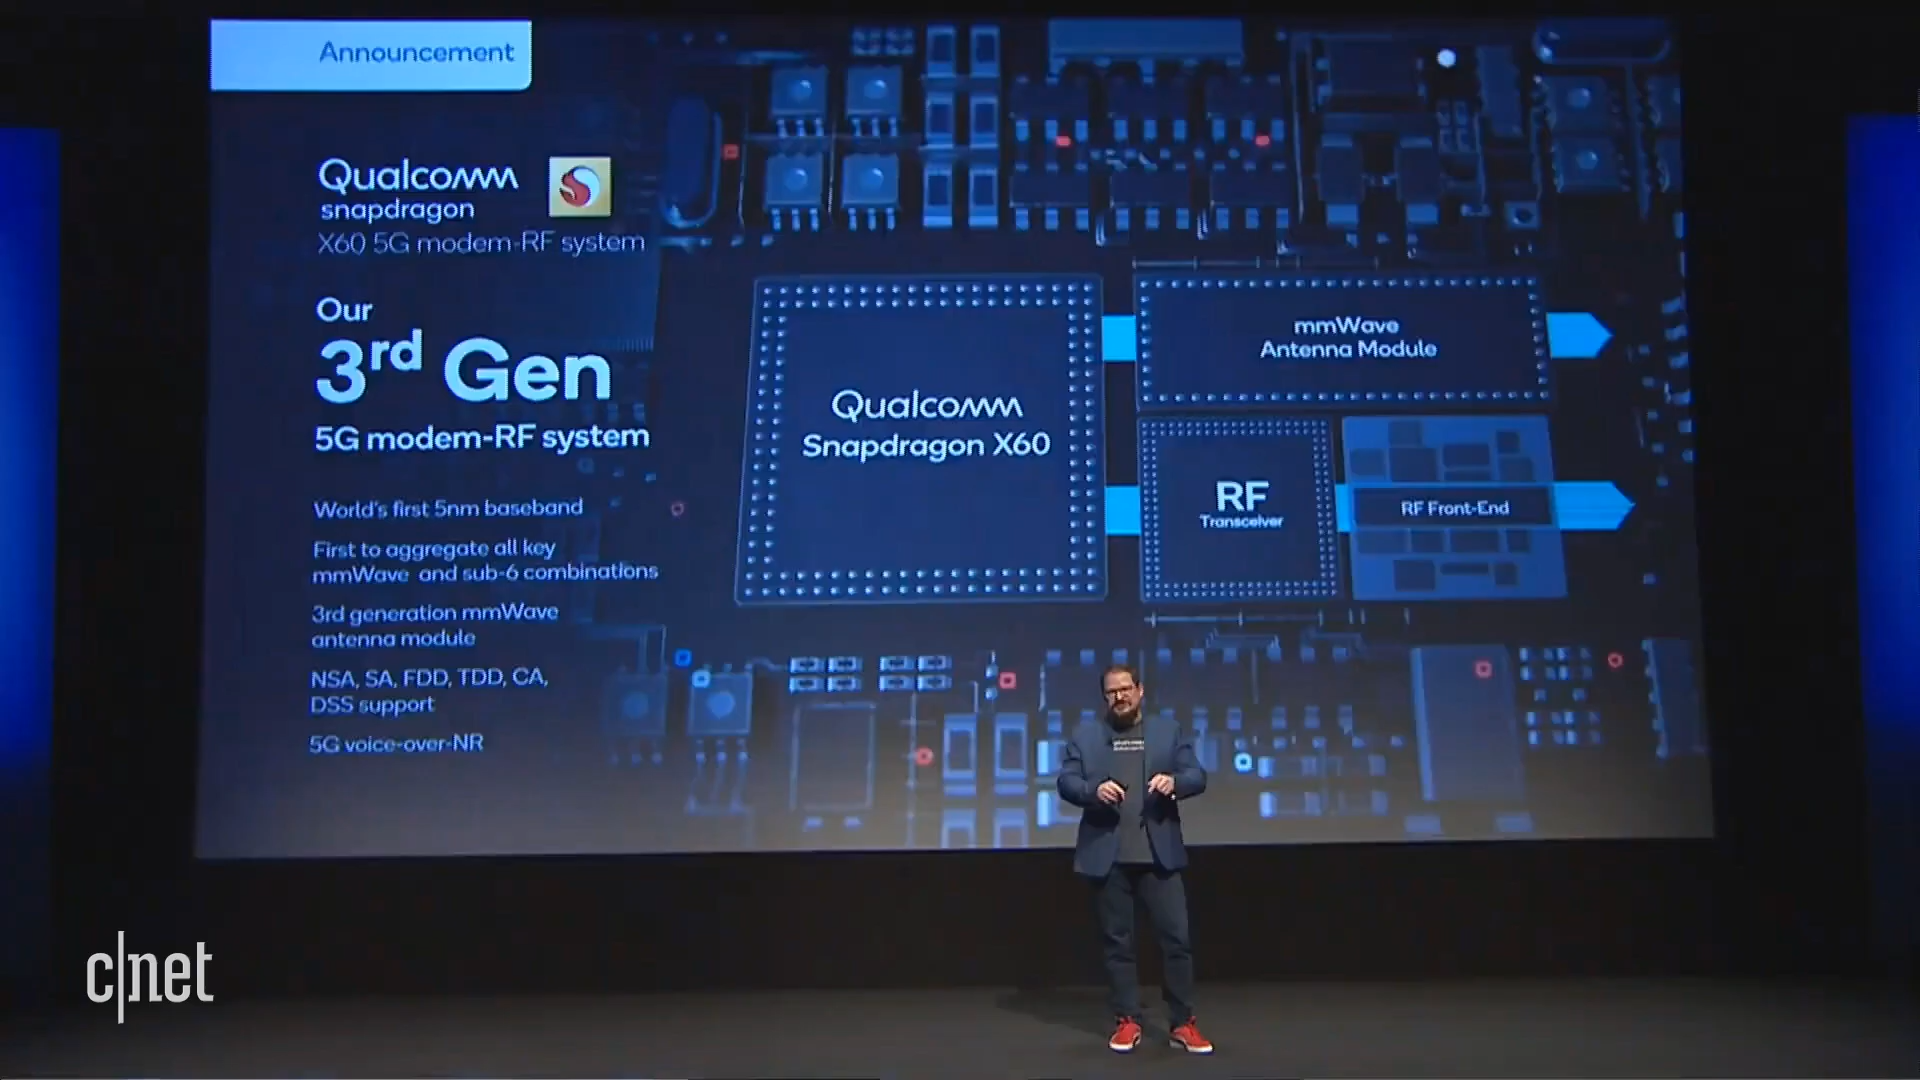 Announcement
Qualcomm
snapdragon
X60 5G modem-RF system
Our
3rd Gen
5G modem-RF system
World's first 5nm baseband
First to aggregate all key
mmWave and sub-6 combinations
3rd generation mmWave
antenna module
NSA, SA, FDD, TDD, CA,
DSS support
5G voice-over-NR
Qualcomm
Snapdragon X60
mmWave
Antenna Module
RF
Transceiver
RF Front-End
c|net